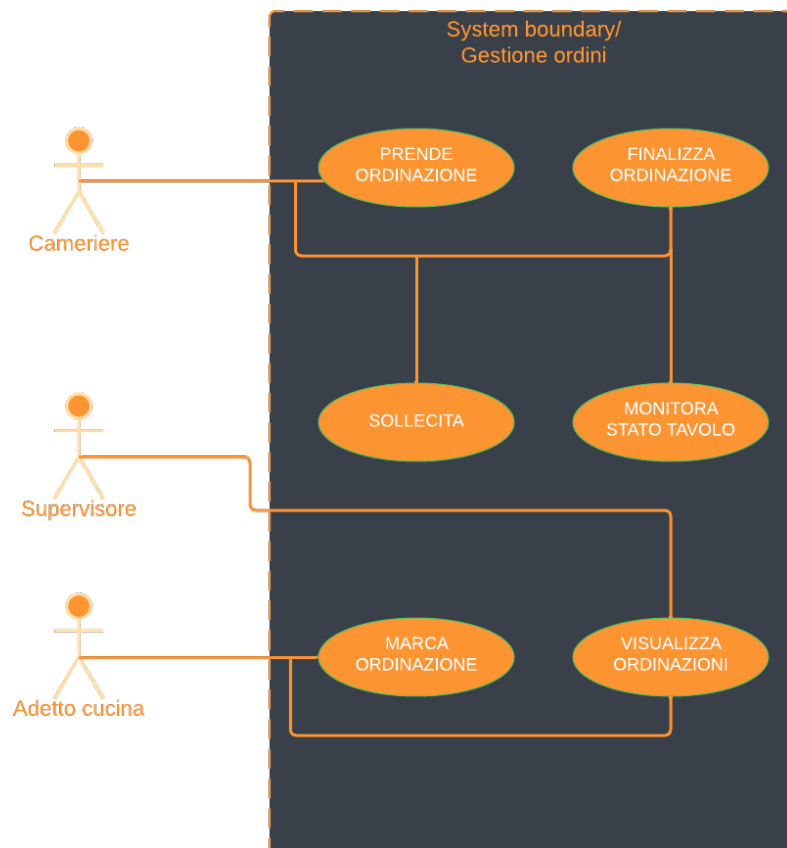 System boundary/
Gestione ordini
PRENDE
ORDINAZIONE
FINALIZZA
ORDINAZIONE
Cameriere
SOLLECITA
MONITORA
STATO TAVOLO
Supervisore
MARCA
ORDINAZIONE
VISUALIZZA
ORDINAZIONI
Adetto cucina